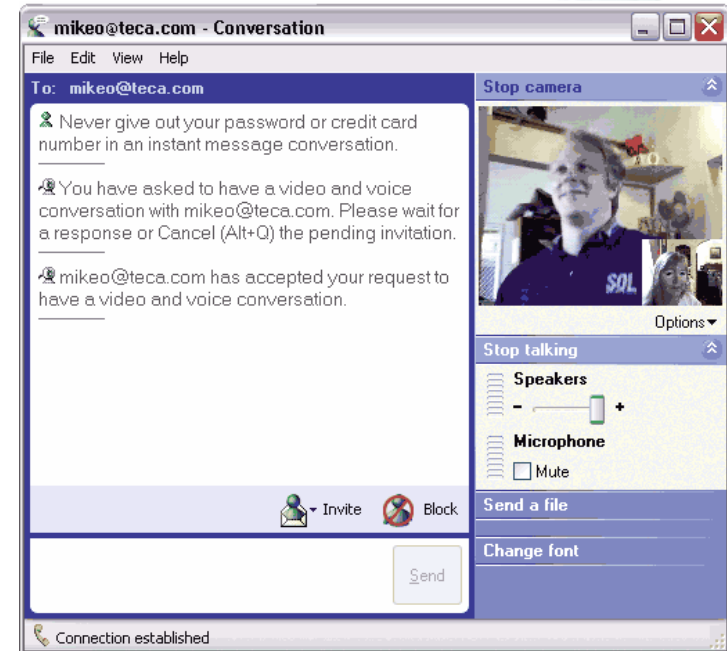 mikeo@teca.com - Conversation
File Edit View Help
To: mikeo@teca.com
Never give out your password or credit card
number in an instant message conversation.
You have asked to have a video and voice
conversation with mikeo@teca.com. Please wait for
a response or Cancel (Alt+Q) the pending invitation.
mikeo@teca.com has accepted your request to
have a video and voice conversation.
Invite Block
Send
Connection established
Stop camera
SQL
Options
Stop talking
Speakers
- +
Microphone
Mute
Send a file
Change font